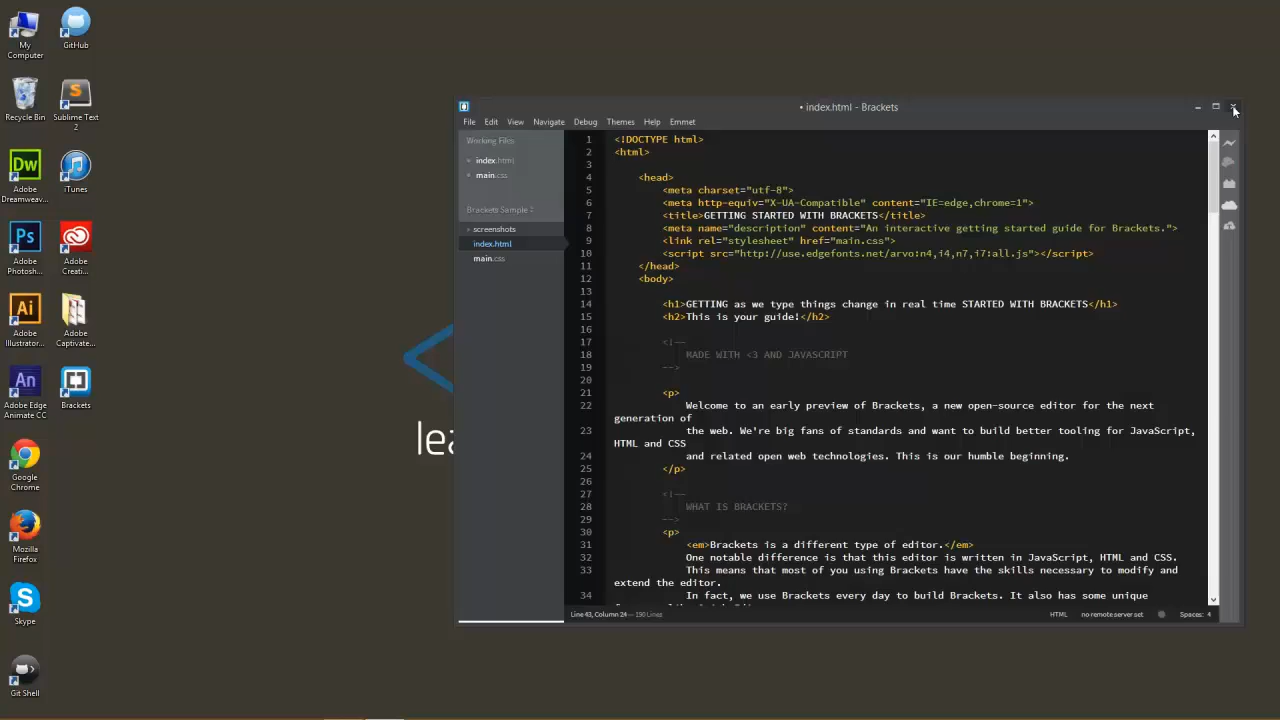 My
Computer
GitHub
Recycle Bin
Sublime Text
2
Adobe
Dreamweav...
iTunes
Adobe
Photosh...
Adobe
Creati...
Adobe
Illustrator...
Adobe
Captivate...
Adobe Edge
Animate CC
Brackets
Google
Chrome
Mozilla
Firefox
Skype
Git Shell
lea
• index.html - Brackets
File Edit View Navigate Debug Themes Help Emmet
Working Files
index.html
main.css
Brackets Sample
screenshots
index.html
main.css
1 <!DOCTYPE html>
2 <html>
3
4 <head>
5 <meta charset="utf-8">
6 <meta http-equiv="X-UA-Compatible" content="IE=edge,chrome=1">
7 <title>GETTING STARTED WITH BRACKETS</title>
8 <meta name="description" content="An interactive getting started guide for Brackets.">
9 <link rel="stylesheet" href="main.css">
10 <script src="http://use.edgefonts.net/arvo:n4,i4,n7,i7:all.js"></script>
11 </head>
12 <body>
13
14 <h1>GETTING as we type things change in real time STARTED WITH BRACKETS</h1>
15 <h2>This is your guide!</h2>
16
17 <!--
18 MADE WITH <3 AND JAVASCRIPT
19 -->
20
21 <p>
22 Welcome to an early preview of Brackets, a new open-source editor for the next
generation of
23 the web. We're big fans of standards and want to build better tooling for JavaScript,
HTML and CSS
24 and related open web technologies. This is our humble beginning.
25 </p>
26
27 <!--
28 WHAT IS BRACKETS?
29 -->
30 <p>
31 <em>Brackets is a different type of editor.</em>
32 One notable difference is that this editor is written in JavaScript, HTML and CSS.
33 This means that most of you using Brackets have the skills necessary to modify and
extend the editor.
34 In fact, we use Brackets every day to build Brackets. It also has some unique
Line 43, Column 24 — 190 Lines
HTML no remote server set Spaces: 4